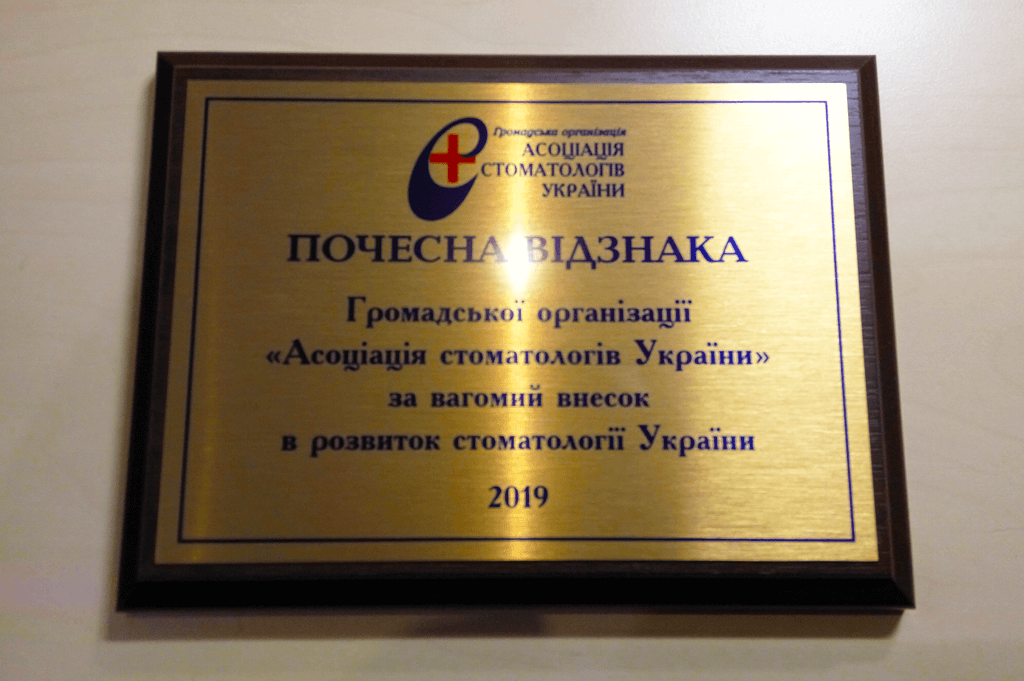 Громадська організація
АСОЦІАЦІЯ
СТОМАТОЛОГІВ
УКРАЇНИ
ПОЧЕСНА ВІДЗНАКА
Громадської організації
«Асоціація стоматологів України»
за вагомий внесок
в розвиток стоматології України
2019